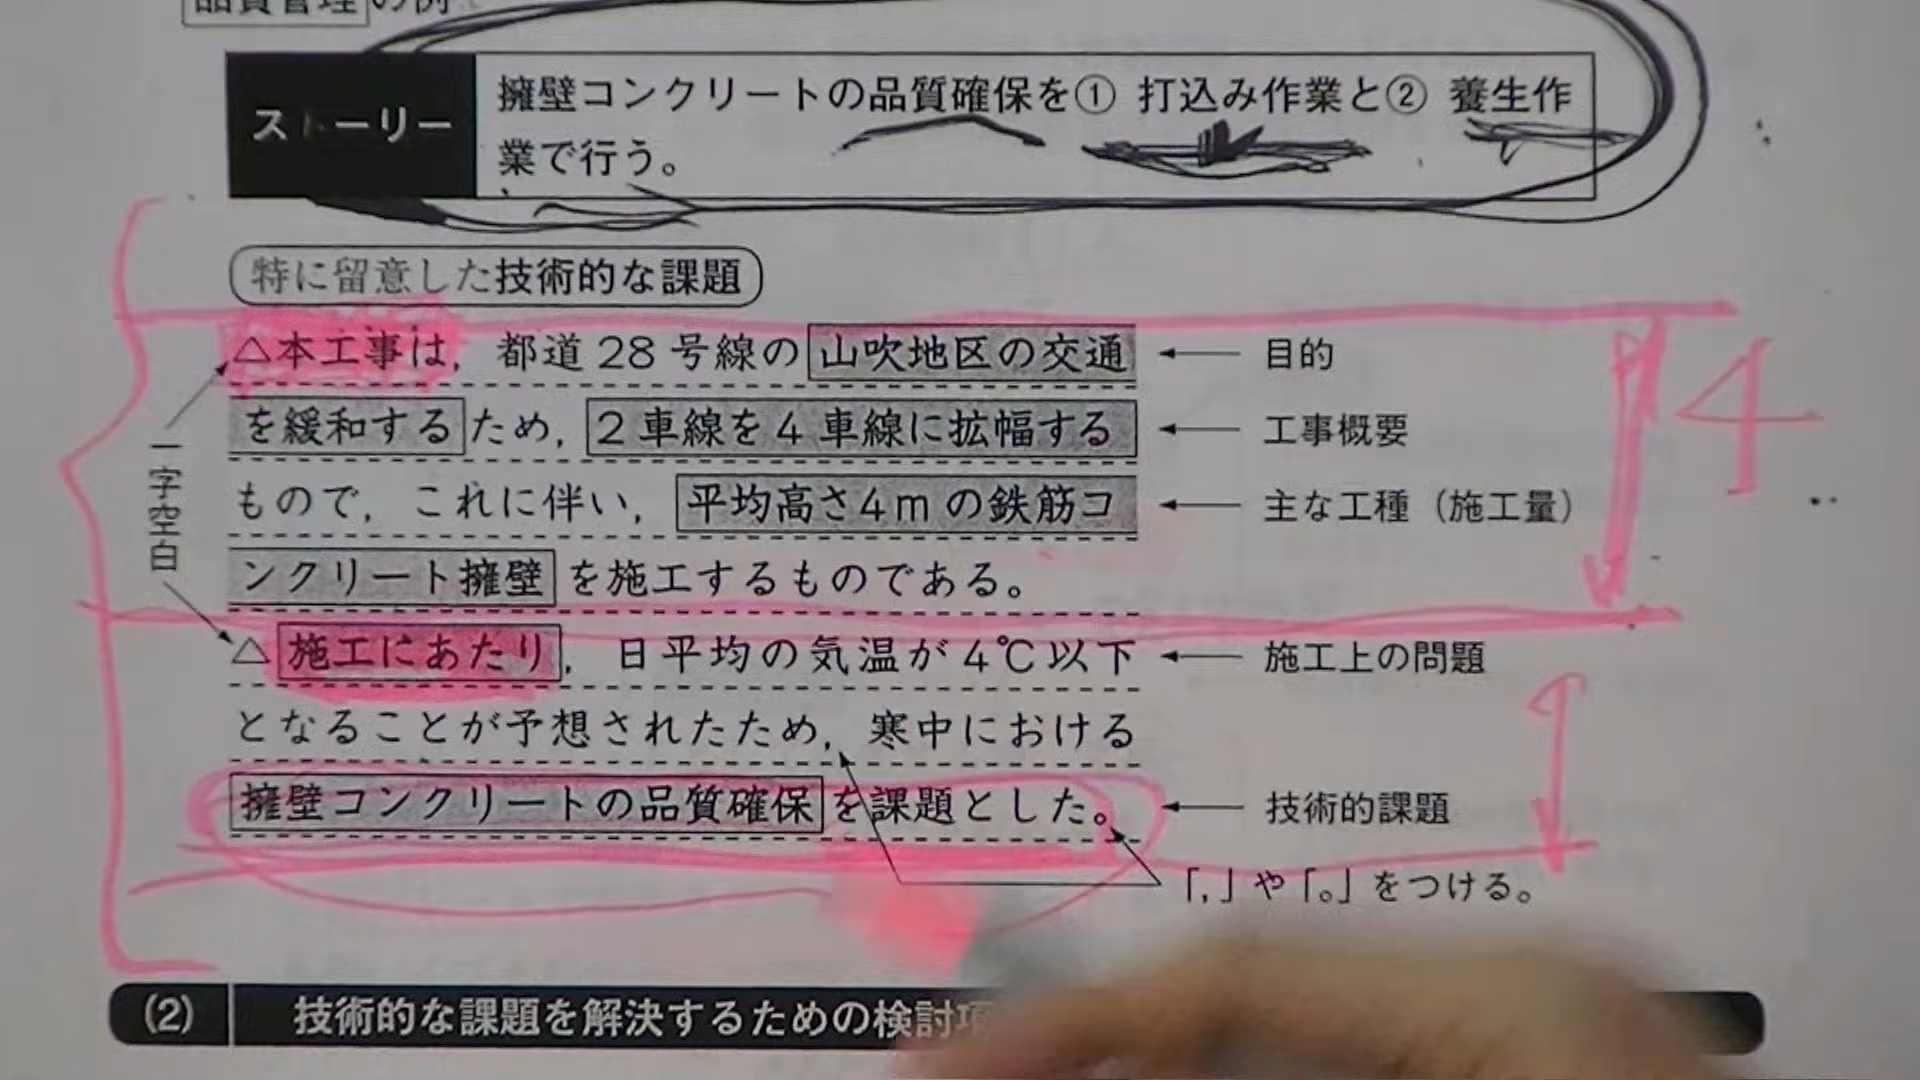 品質管理の例
ストーリー
擁壁コンクリートの品質確保を① 打込み作業と② 養生作
業で行う。
特に留意した技術的な課題
△本工事は, 都道28号線の山吹地区の交通 ← 目的
を緩和するため, 2車線を4車線に拡幅する ← 工事概要
もので, これに伴い, 平均高さ4mの鉄筋コ ← 主な工種（施工量）
ンクリート擁壁を施工するものである。
△施工にあたり, 日平均の気温が4℃以下 ← 施工上の問題
となることが予想されたため, 寒中における
擁壁コンクリートの品質確保を課題とした。 ← 技術的課題
「,」や「。」をつける。
一字空白
4
(2) 技術的な課題を解決するための検討項